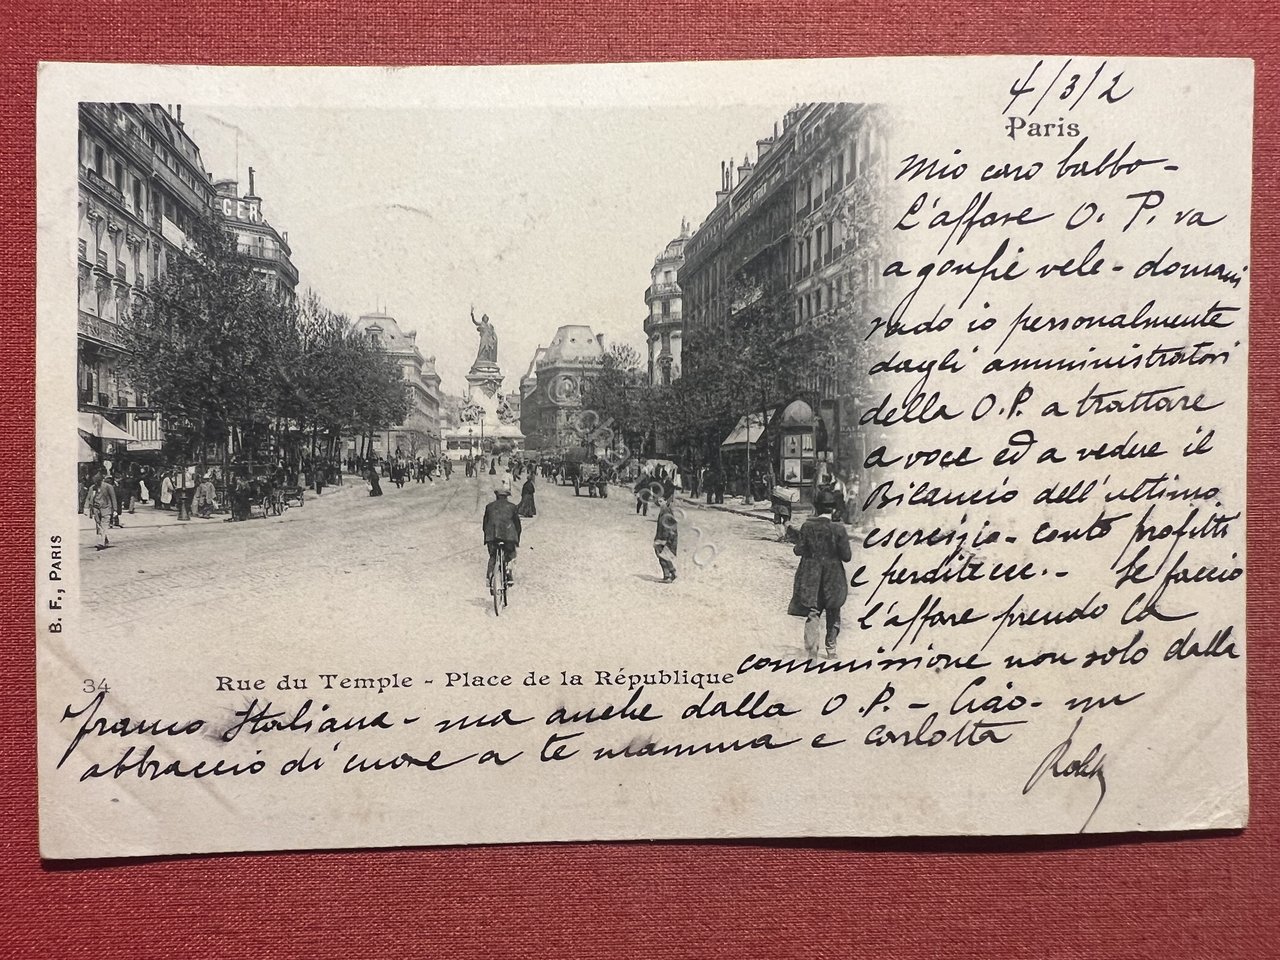 4/3/2
Paris
Mio caro babbo -
L'affare O. P. va
a gonfie vele - domani
vado io personalmente
dagli amministratori
della O.P. a trattare
a voce ed a vedere il
Bilancio dell'ultimo
esercizio - conto profitti
e perdite ecc. - Se faccio
l'affare prendo la
commissione non solo dalla
franco Italiana - ma anche dalla O.P. - Ciao - un
abbraccio di cuore a te mamma e Carlotta
GER
B. F., PARIS
34
Rue du Temple - Place de la République